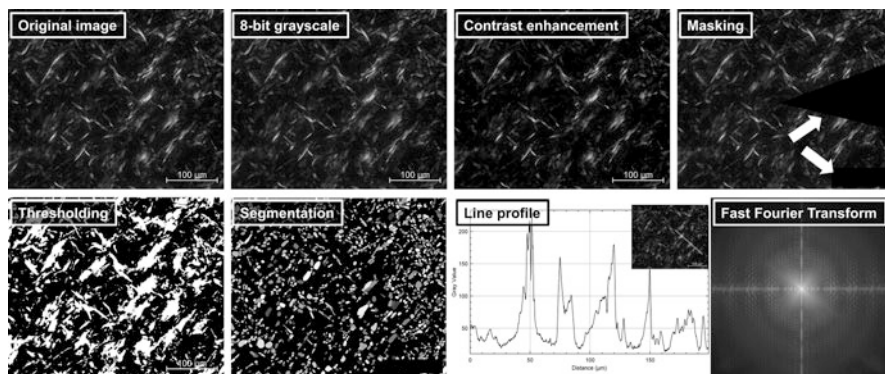 Original image
8-bit grayscale
Contrast enhancement
Masking
100 µm
100 µm
100 µm
Thresholding
Segmentation
Line profile
Fast Fourier Transform
200
150
100
50
Gray Value
0
50
100
150
Distance (µm)
100 µm